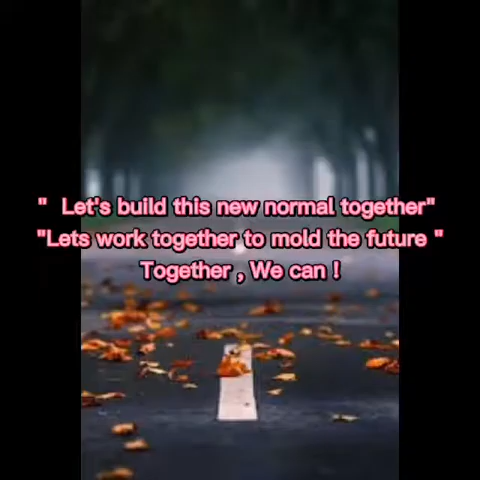 "  Let's build this new normal together"
"Lets work together to mold the future "
Together , We can !